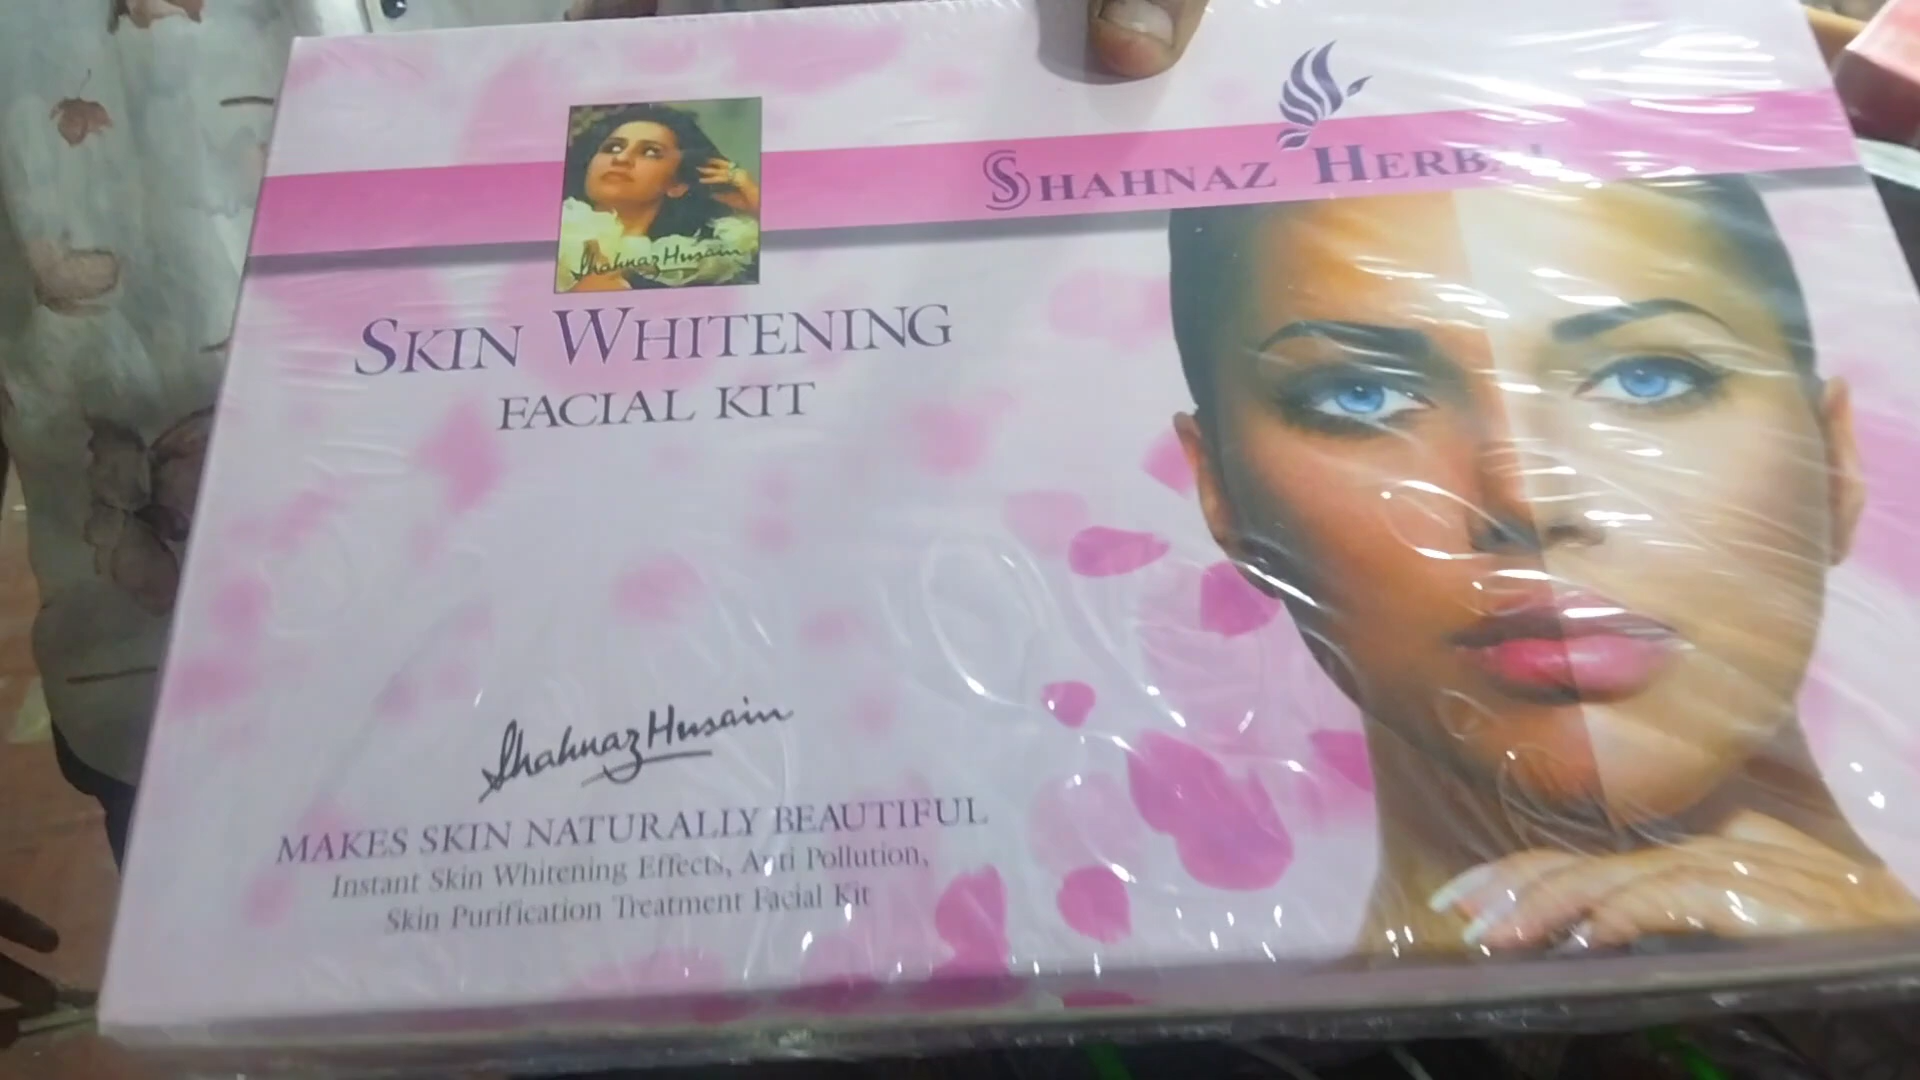 SHAHNAZ HERBAL
Shahnaz Husain
SKIN WHITENING
FACIAL KIT
Shahnaz Husain
MAKES SKIN NATURALLY BEAUTIFUL
Instant Skin Whitening Effects, Anti Pollution,
Skin Purification Treatment Facial Kit